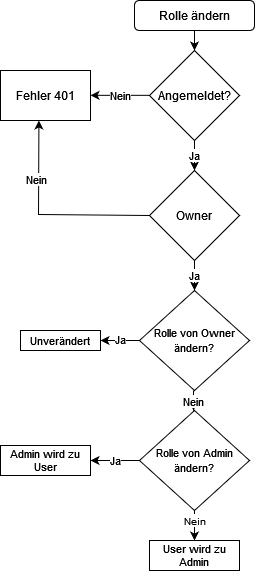 Rolle ändern
Angemeldet?
Nein
Fehler 401
Ja
Owner
Nein
Ja
Rolle von Owner
ändern?
Ja
Unverändert
Nein
Rolle von Admin
ändern?
Ja
Admin wird zu
User
Nein
User wird zu
Admin